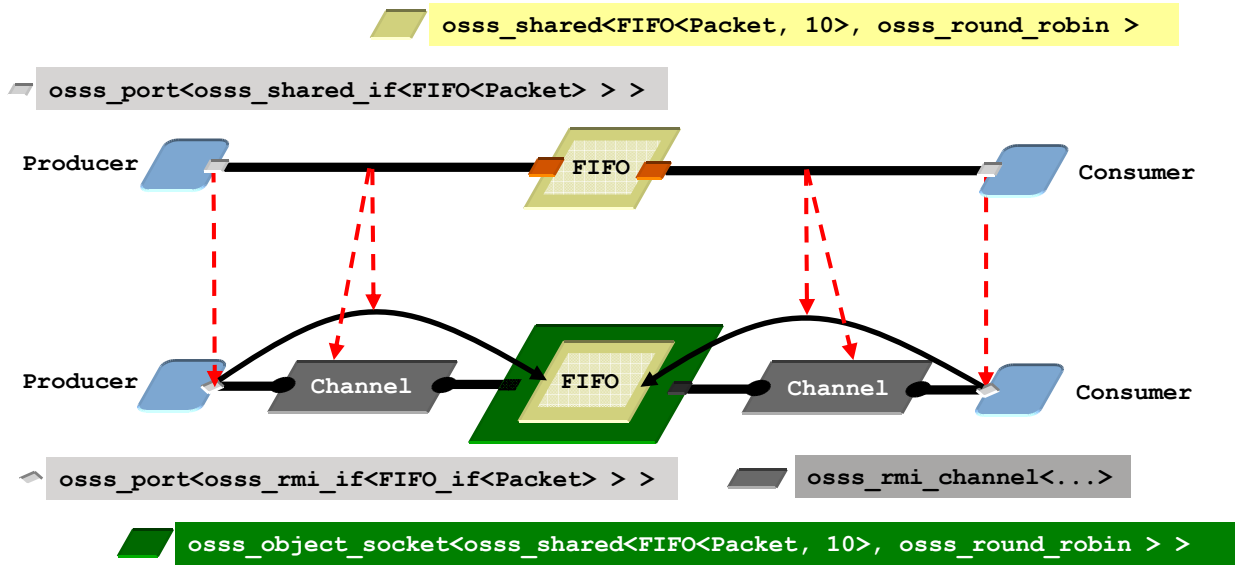 osss_shared<FIFO<Packet, 10>, osss_round_robin >
osss_port<osss_shared_if<FIFO<Packet> > >
Producer
FIFO
Consumer
Producer
Channel
FIFO
Channel
Consumer
osss_port<osss_rmi_if<FIFO_if<Packet> > >
osss_rmi_channel<...>
osss_object_socket<osss_shared<FIFO<Packet, 10>, osss_round_robin > >